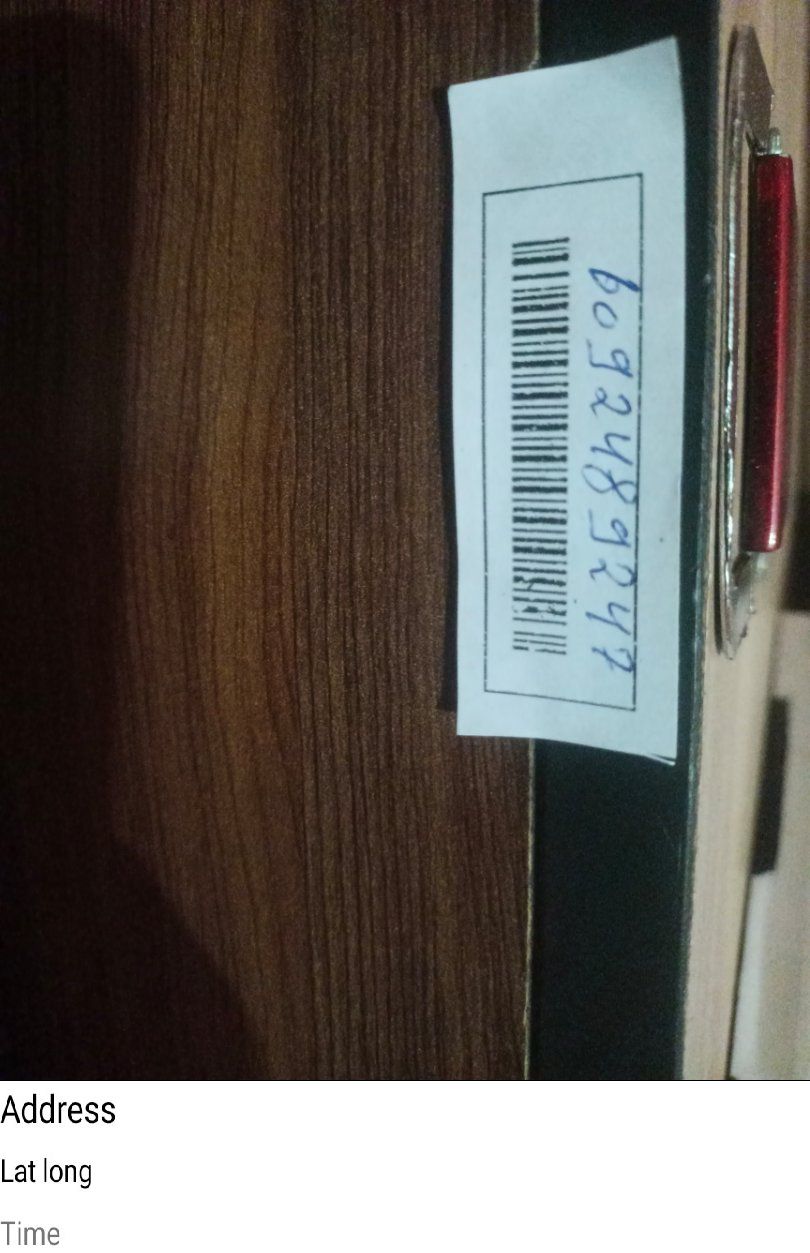 6092489247
Address
Lat long
Time